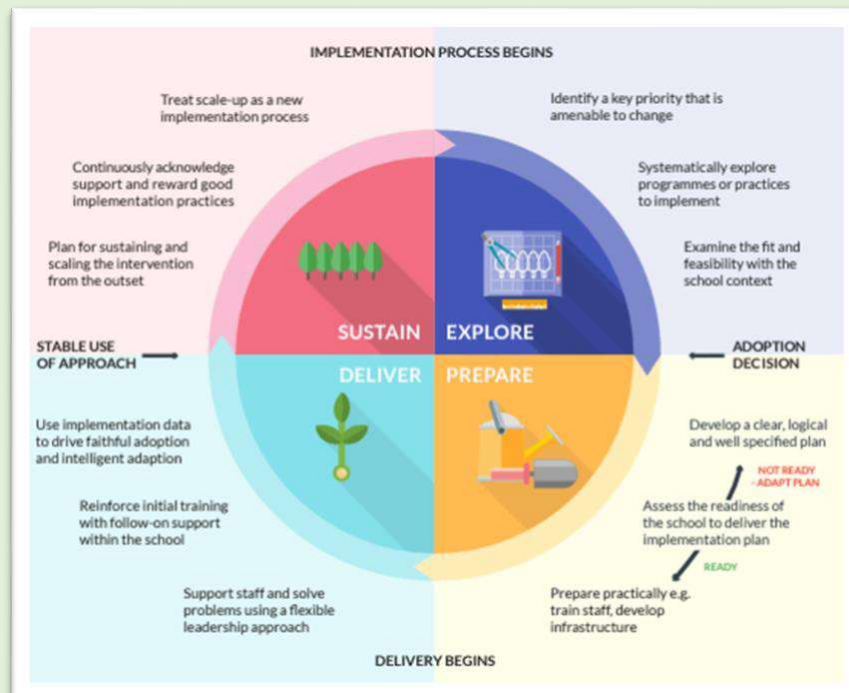 IMPLEMENTATION PROCESS BEGINS
Treat scale-up as a new
implementation process
Continuously acknowledge
support and reward good
implementation practices
Plan for sustaining and
scaling the intervention
from the outset
Identify a key priority that is
amenable to change
Systematically explore
programmes or practices
to implement
Examine the fit and
feasibility with the
school context
SUSTAIN
EXPLORE
STABLE USE
OF APPROACH
ADOPTION
DECISION
DELIVER
PREPARE
Use implementation data
to drive faithful adoption
and intelligent adaption
Reinforce initial training
with follow-on support
within the school
Support staff and solve
problems using a flexible
leadership approach
Develop a clear, logical
and well specified plan
NOT READY
- ADAPT PLAN
Assess the readiness of
the school to deliver the
implementation plan
READY
Prepare practically e.g.
train staff, develop
infrastructure
DELIVERY BEGINS